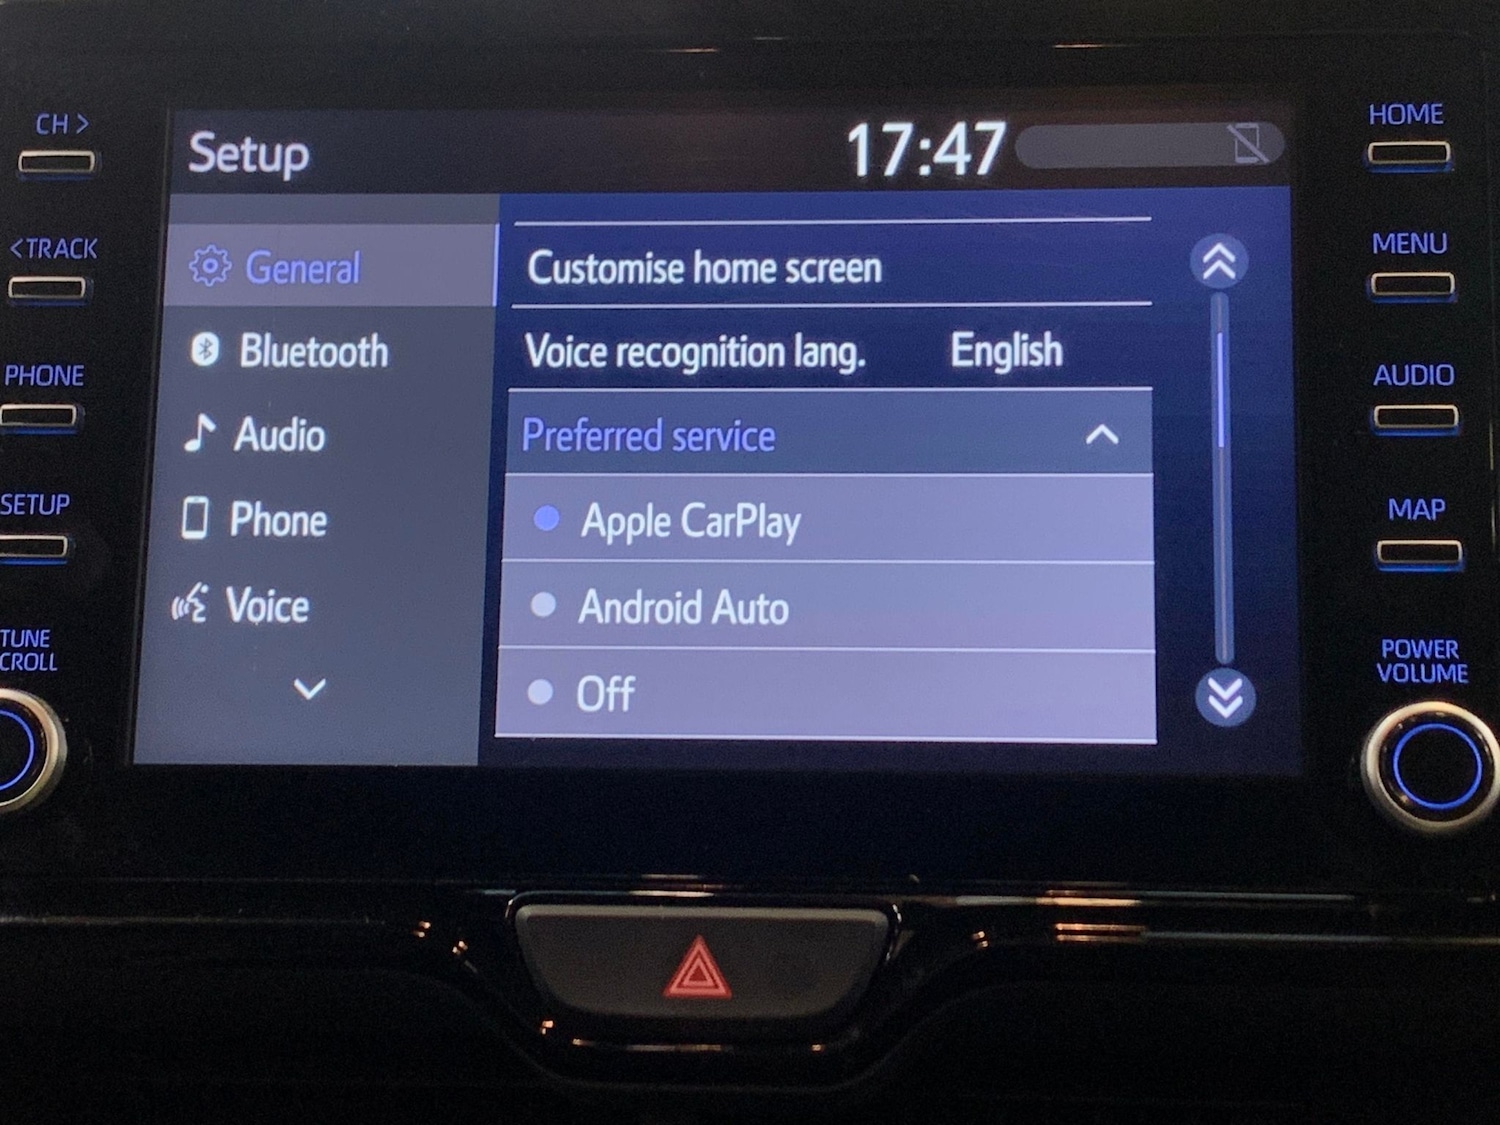 CH >
< TRACK
PHONE
SETUP
TUNE
CROLL
Setup
17:47
General
Bluetooth
Audio
Phone
Voice
Customise home screen
Voice recognition lang. English
Preferred service
Apple CarPlay
Android Auto
Off
HOME
MENU
AUDIO
MAP
POWER
VOLUME